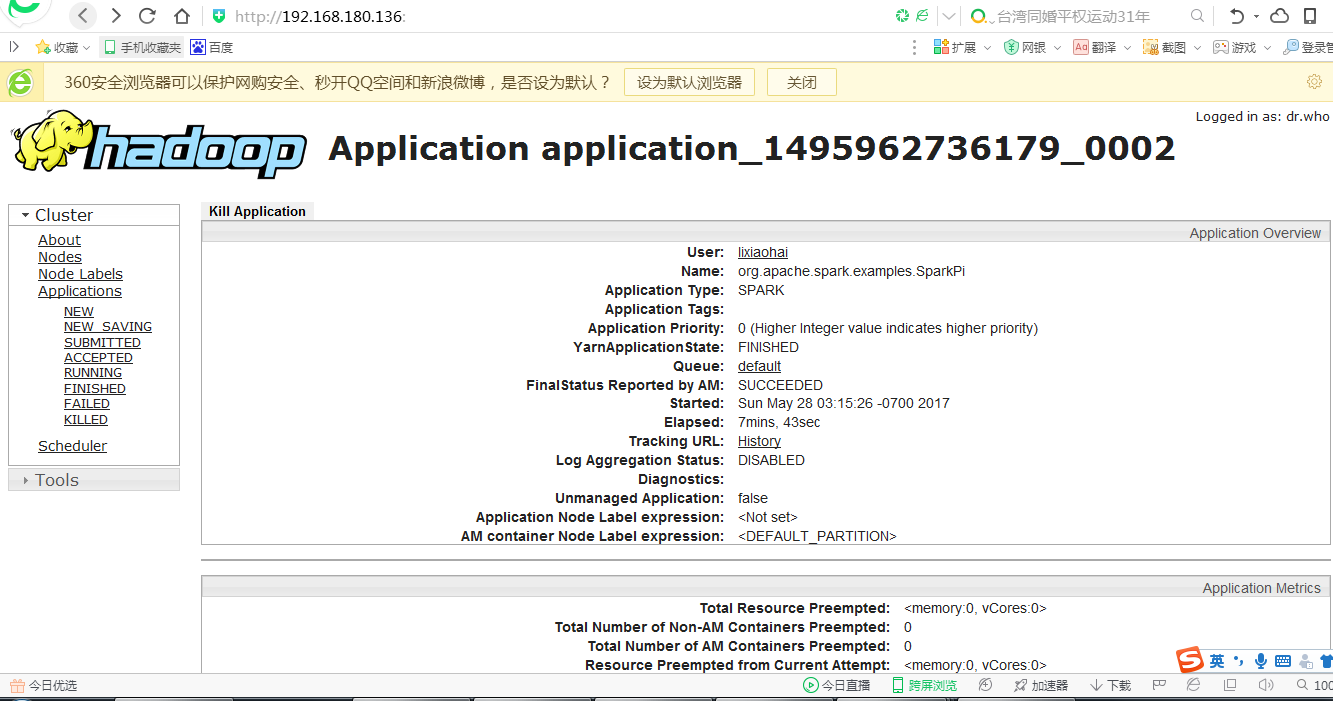 http://192.168.180.136:
台湾同婚平权运动31年
收藏 手机收藏夹 百度 扩展 网银 Aa 翻译 截图 游戏 登录管
360安全浏览器可以保护网购安全、秒开QQ空间和新浪微博，是否设为默认？ 设为默认浏览器 关闭
Logged in as: dr.who
hadoop
Application application_1495962736179_0002
Cluster
About
Nodes
Node Labels
Applications
NEW
NEW_SAVING
SUBMITTED
ACCEPTED
RUNNING
FINISHED
FAILED
KILLED
Scheduler
Tools
Kill Application
Application Overview
User: lixiaohai
Name: org.apache.spark.examples.SparkPi
Application Type: SPARK
Application Tags:
Application Priority: 0 (Higher Integer value indicates higher priority)
YarnApplicationState: FINISHED
Queue: default
FinalStatus Reported by AM: SUCCEEDED
Started: Sun May 28 03:15:26 -0700 2017
Elapsed: 7mins, 43sec
Tracking URL: History
Log Aggregation Status: DISABLED
Diagnostics:
Unmanaged Application: false
Application Node Label expression: <Not set>
AM container Node Label expression: <DEFAULT_PARTITION>
Application Metrics
Total Resource Preempted: <memory:0, vCores:0>
Total Number of Non-AM Containers Preempted: 0
Total Number of AM Containers Preempted: 0
Resource Preempted from Current Attempt: <memory:0, vCores:0>
S 英
今日优选 今日直播 跨屏浏览 加速器 下载 100